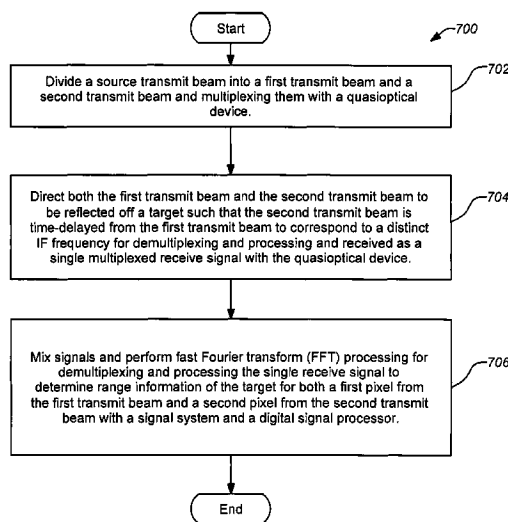 Start
700
Divide a source transmit beam into a first transmit beam and a
second transmit beam and multiplexing them with a quasioptical
device.
702
Direct both the first transmit beam and the second transmit beam to
be reflected off a target such that the second transmit beam is
time-delayed from the first transmit beam to correspond to a distinct
IF frequency for demultiplexing and processing and received as a
single multiplexed receive signal with the quasioptical device.
704
Mix signals and perform fast Fourier transform (FFT) processing for
demultiplexing and processing the single receive signal to
determine range information of the target for both a first pixel from
the first transmit beam and a second pixel from the second transmit
beam with a signal system and a digital signal processor.
706
End